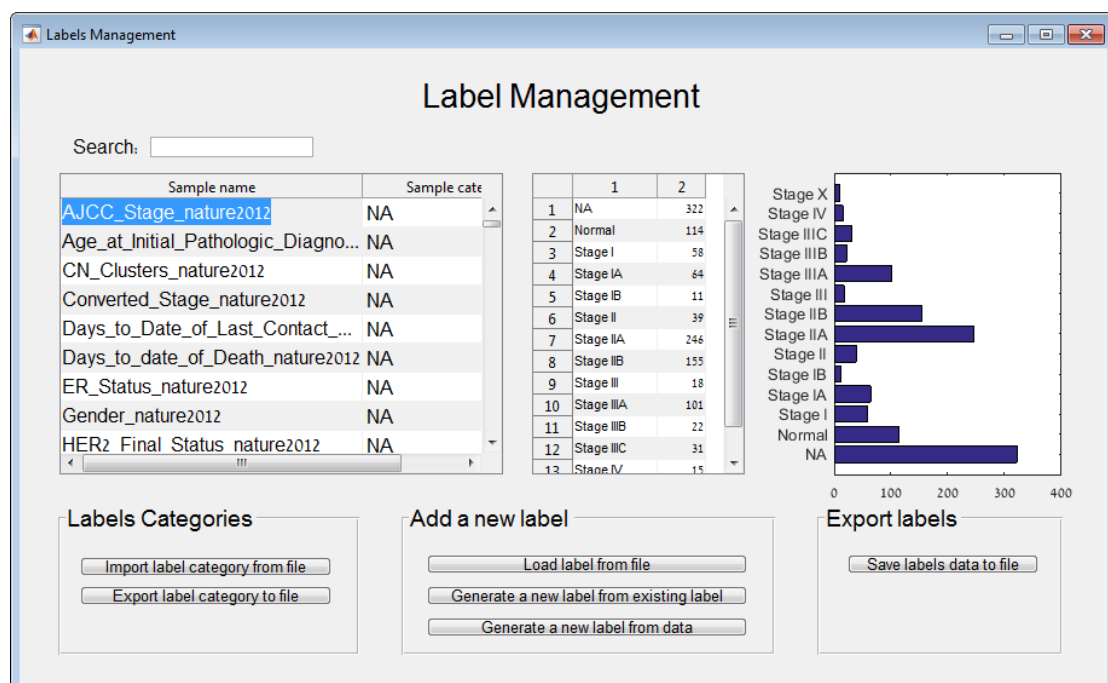 Labels Management
Label Management
Search:
Sample name Sample cate
AJCC_Stage_nature2012 NA
Age_at_Initial_Pathologic_Diagno... NA
CN_Clusters_nature2012 NA
Converted_Stage_nature2012 NA
Days_to_Date_of_Last_Contact_... NA
Days_to_date_of_Death_nature2012 NA
ER_Status_nature2012 NA
Gender_nature2012 NA
HER2_Final_Status_nature2012 NA
1 2
1 NA 322
2 Normal 114
3 Stage I 58
4 Stage IA 64
5 Stage IB 11
6 Stage II 39
7 Stage IIA 246
8 Stage IIB 155
9 Stage III 18
10 Stage IIIA 101
11 Stage IIIB 22
12 Stage IIIC 31
13 Stage IV 15
Stage X
Stage IV
Stage IIIC
Stage IIIB
Stage IIIA
Stage III
Stage IIB
Stage IIA
Stage II
Stage IB
Stage IA
Stage I
Normal
NA
0 100 200 300 400
Labels Categories
Import label category from file
Export label category to file
Add a new label
Load label from file
Generate a new label from existing label
Generate a new label from data
Export labels
Save labels data to file